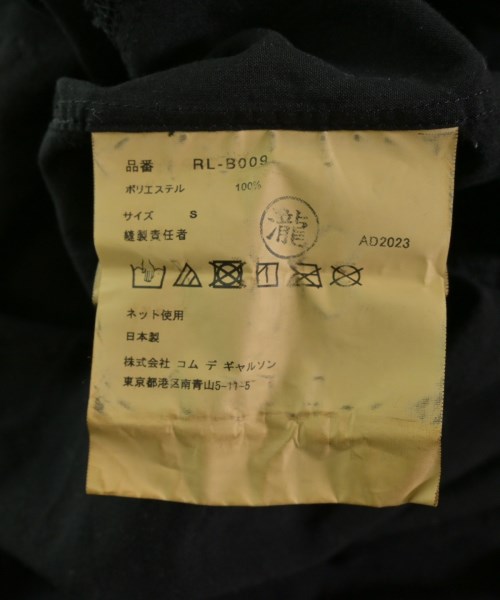 品番 RL-B009
ポリエステル 100%
サイズ S
縫製責任者 瀧 AD2023
ネット使用
日本製
株式会社 コム デ ギャルソン
東京都港区南青山5-11-5